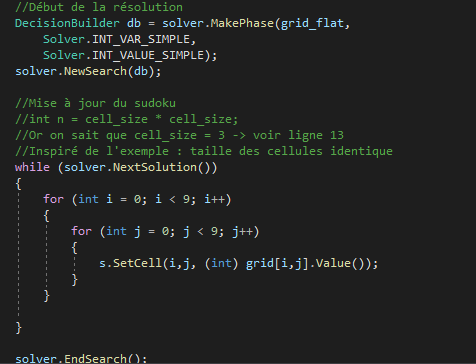 //Début de la résolution
DecisionBuilder db = solver.MakePhase(grid_flat,
    Solver.INT_VAR_SIMPLE,
    Solver.INT_VALUE_SIMPLE);
solver.NewSearch(db);

//Mise à jour du sudoku
//int n = cell_size * cell_size;
//Or on sait que cell_size = 3 -> voir ligne 13
//Inspiré de l'exemple : taille des cellules identique
while (solver.NextSolution())
{
    for (int i = 0; i < 9; i++)
    {
        for (int j = 0; j < 9; j++)
        {
            s.SetCell(i,j, (int) grid[i,j].Value());
        }
    }

}

solver.EndSearch();